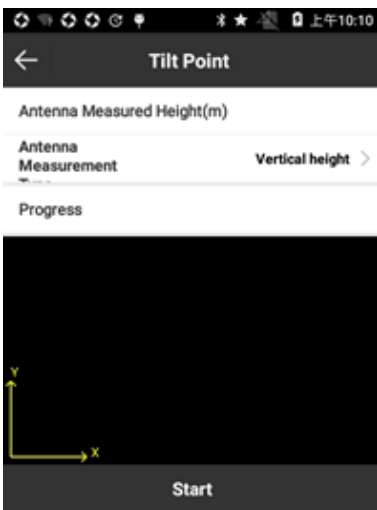 上午10:10
Tilt Point
Antenna Measured Height(m)
Antenna
Measurement
Vertical height
Progress
Y
X
Start